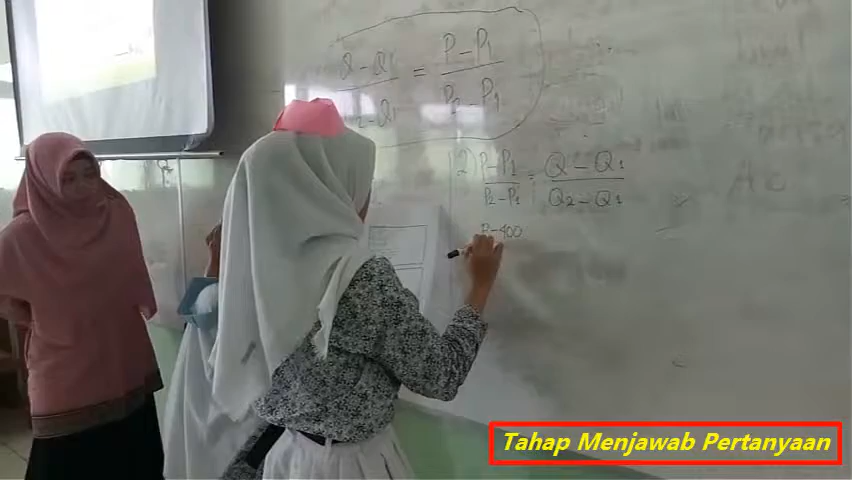 Q - Q1 = P - P1
Q2 - Q1 P2 - P1
2) P - P1 = Q - Q1
P2 - P1 Q2 - Q1
P - 400
Tahap Menjawab Pertanyaan